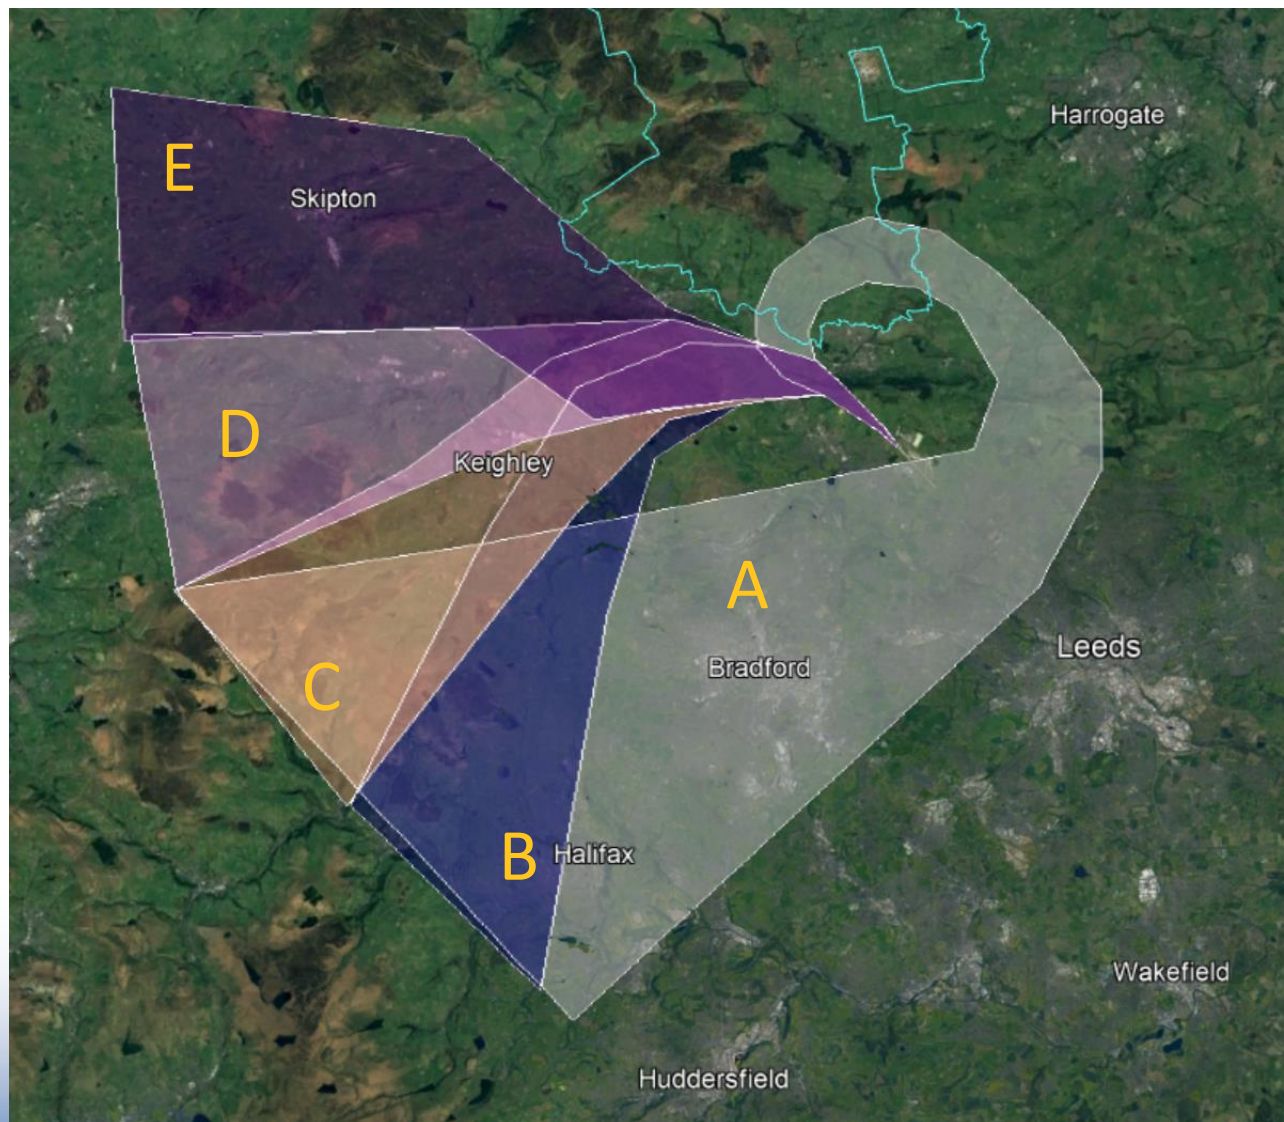 Harrogate
E
Skipton
D
Keighley
A
Leeds
Bradford
C
B
Halifax
Wakefield
Huddersfield